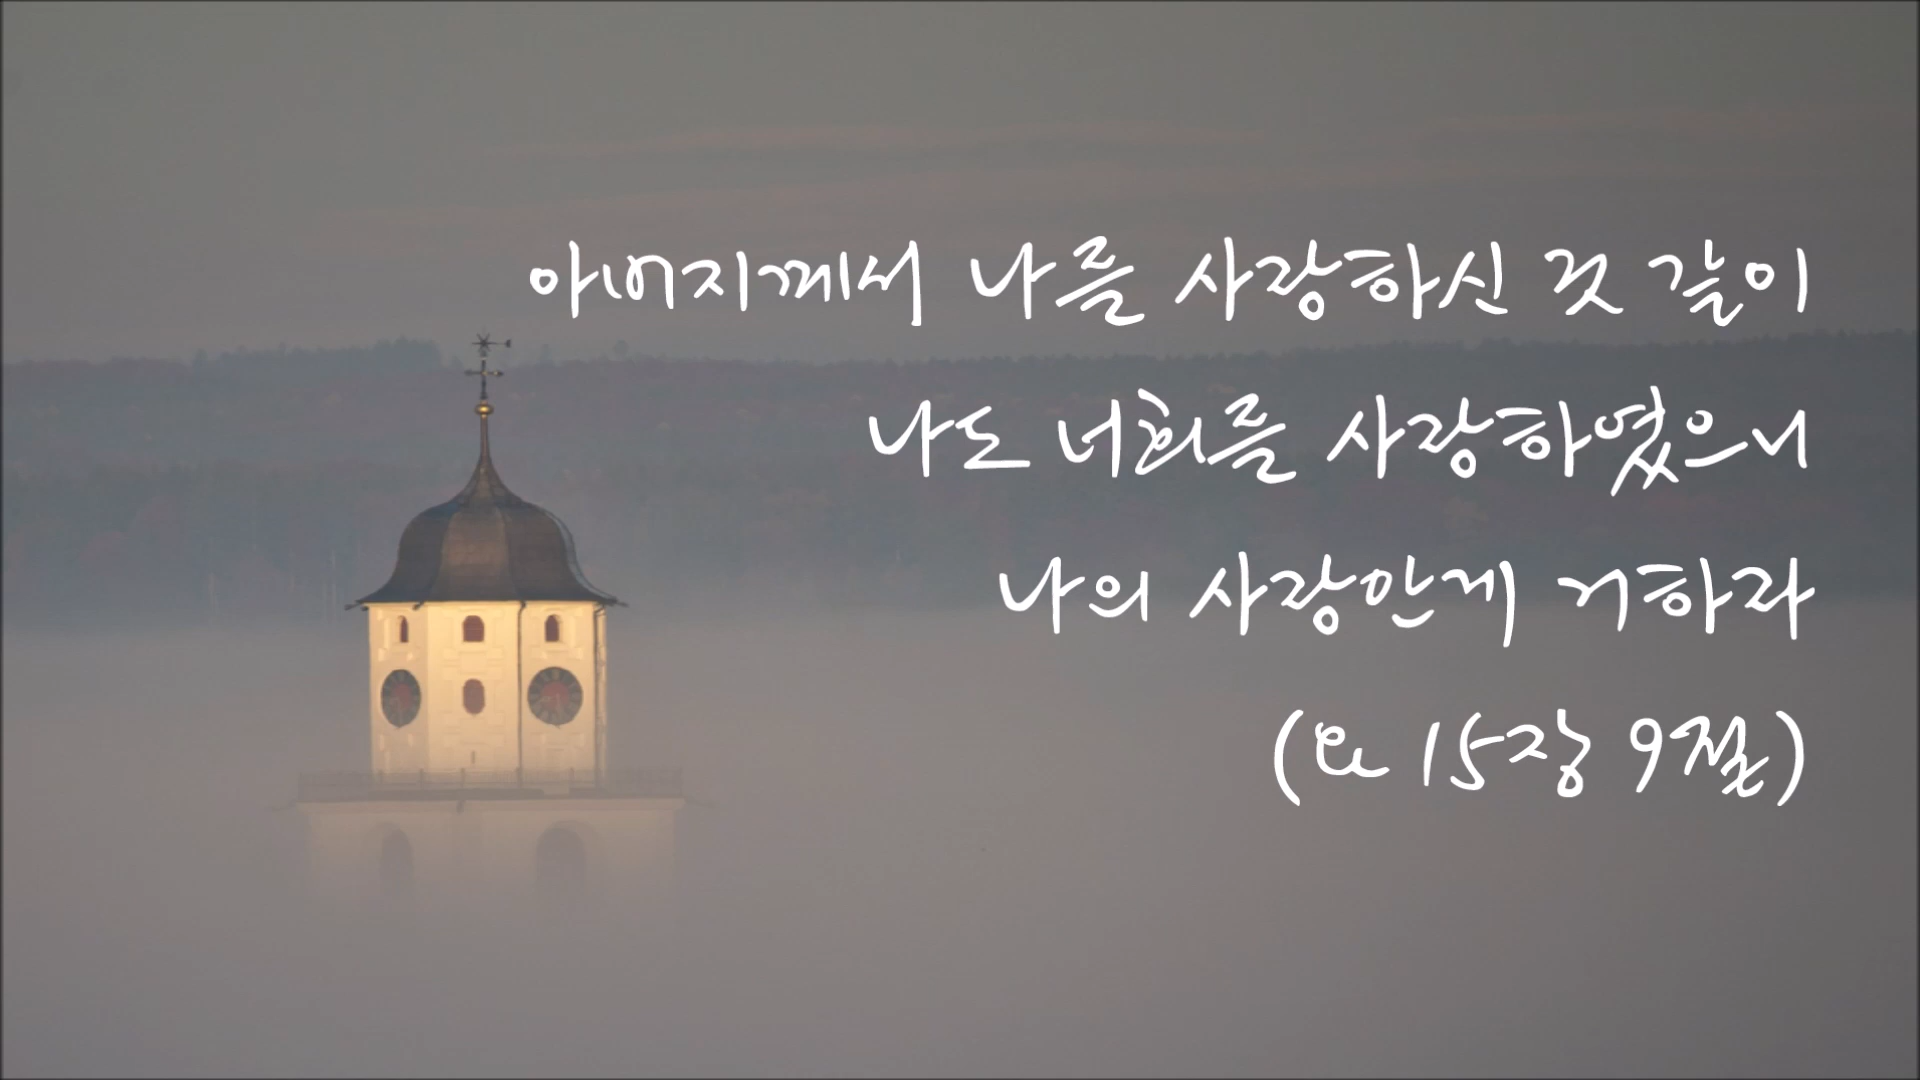 아버지께서 나를 사랑하신 것 같이
나도 너희를 사랑하였으니
나의 사랑안게 거하라
(요 15장 9절)